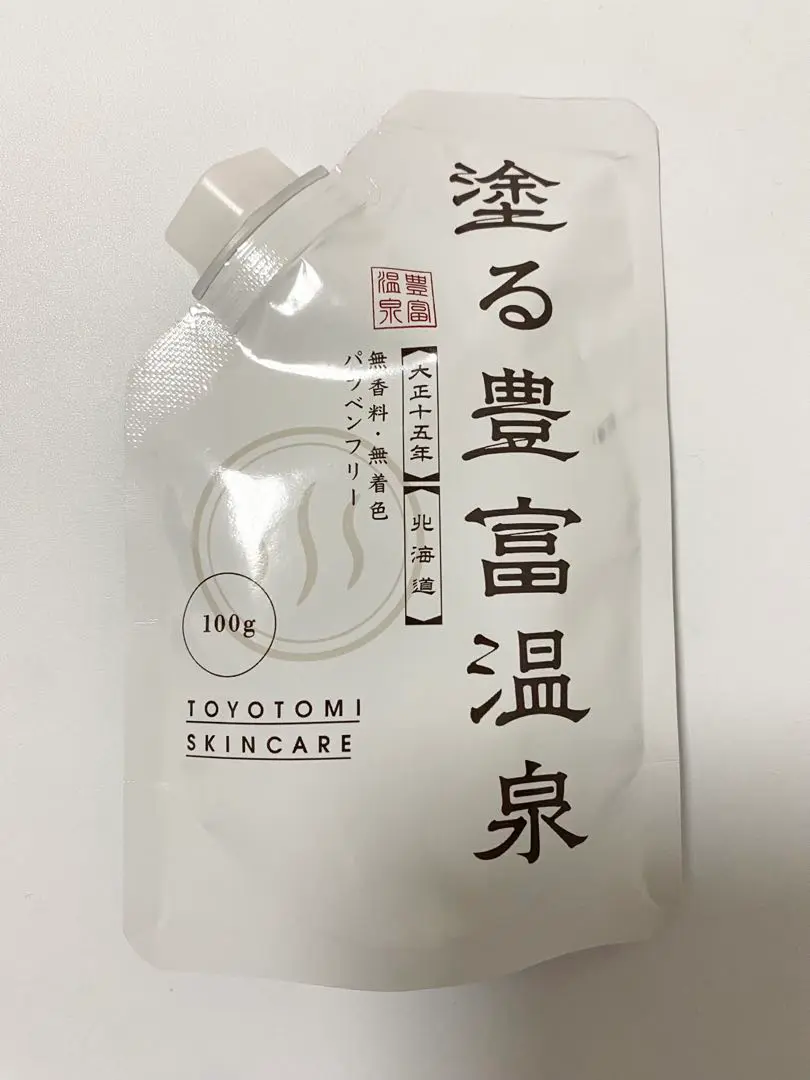 塗る豊富温泉
豊富
温泉
【大正十五年】
【北海道】
無香料・無着色
パラベンフリー
100g
TOYOTOMI
SKINCARE